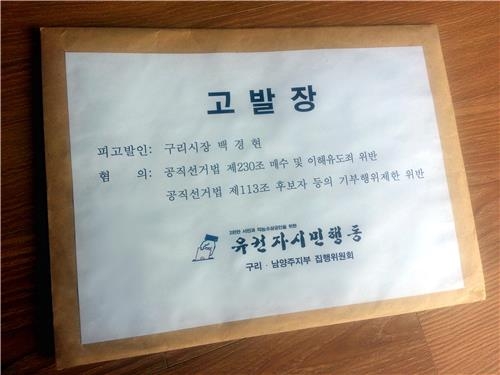 고 발 장
피고발인: 구리시장 백 경 현
혐 의: 공직선거법 제230조 매수 및 이해유도죄 위반
공직선거법 제113조 후보자 등의 기부행위제한 위반
유권자시민행동
구리 · 남양주지부 집행위원회